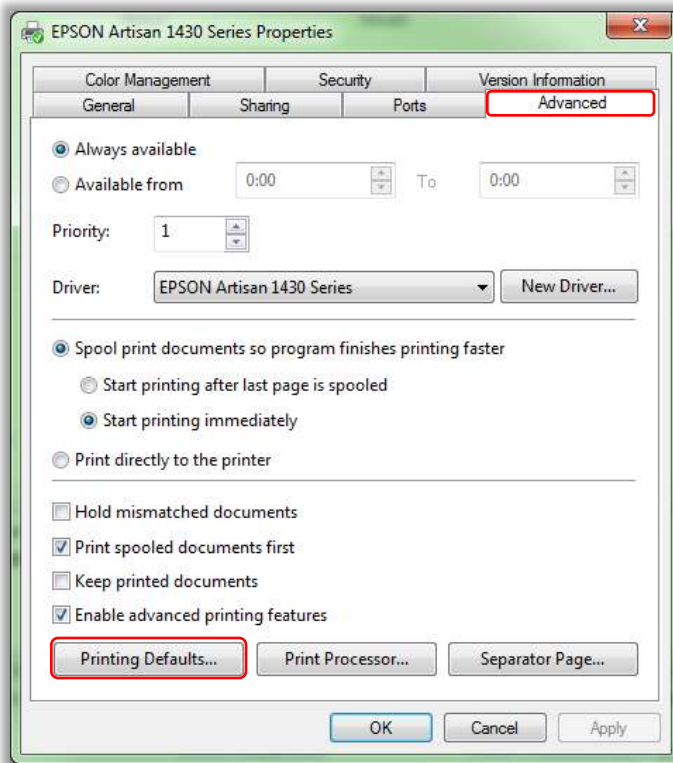 EPSON Artisan 1430 Series Properties
Color Management Security Version Information
General Sharing Ports Advanced
Always available
Available from 0:00 To 0:00
Priority: 1
Driver: EPSON Artisan 1430 Series New Driver...
Spool print documents so program finishes printing faster
Start printing after last page is spooled
Start printing immediately
Print directly to the printer
Hold mismatched documents
Print spooled documents first
Keep printed documents
Enable advanced printing features
Printing Defaults... Print Processor... Separator Page...
OK Cancel Apply